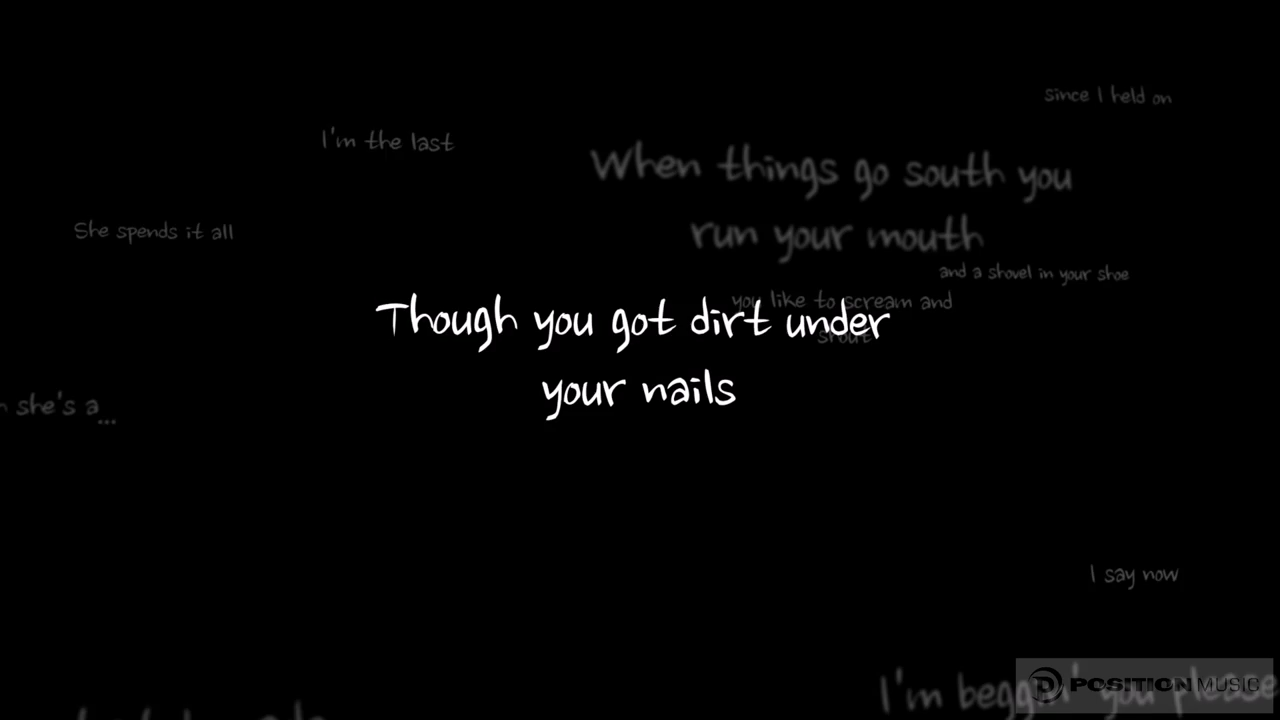 since I held on
I'm the last
When things go south you
run your mouth
She spends it all
and a shovel in your shoe
you like to scream and
shout
Though you got dirt under
your nails
she's a...
I say now
I'm beggin' you please
POSITION MUSIC